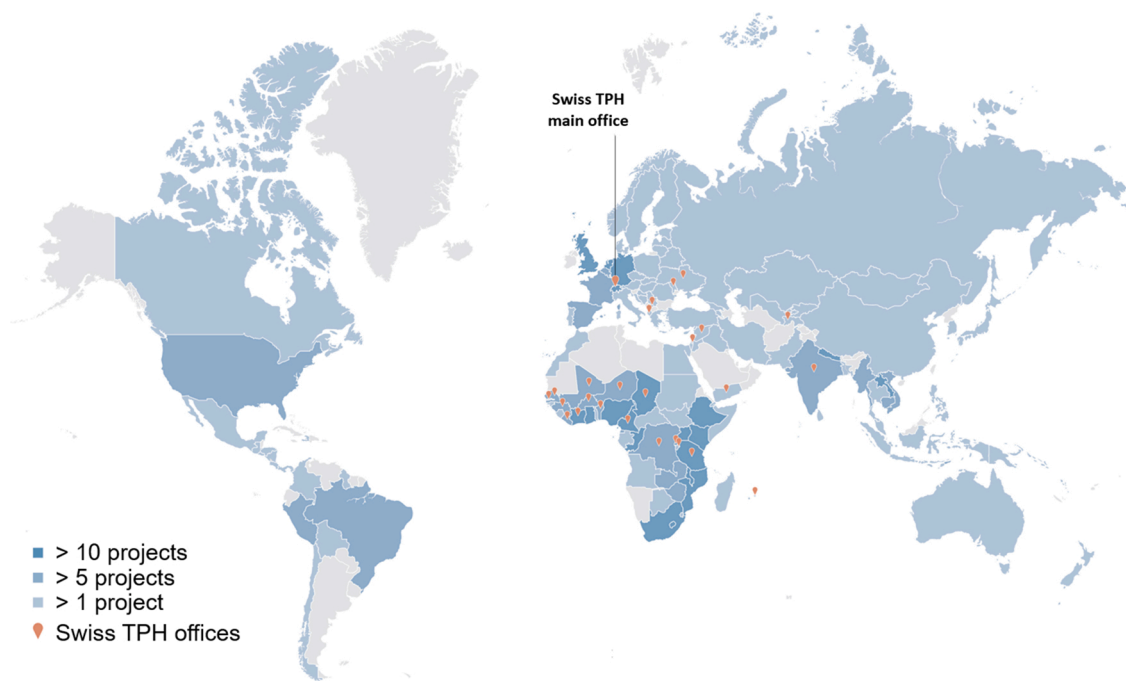 Swiss TPH
main office
> 10 projects
> 5 projects
> 1 project
Swiss TPH offices